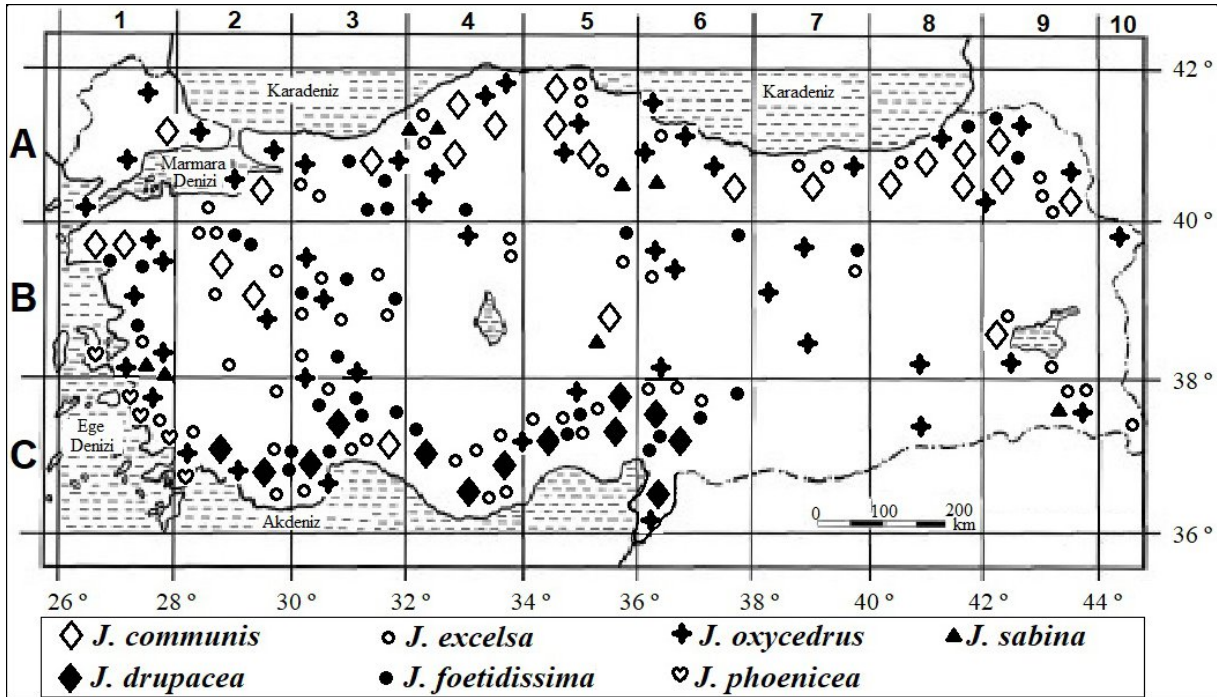 1 2 3 4 5 6 7 8 9 10
42 °
Karadeniz Karadeniz
A
Marmara
Denizi
40 °
B
38 °
Ege
Denizi
C
Akdeniz
0 100 200
km
36 °
26 ° 28 ° 30 ° 32 ° 34 ° 36 ° 38 ° 40 ° 42 ° 44 °
J. communis J. excelsa J. oxycedrus J. sabina
J. drupacea J. foetidissima J. phoenicea